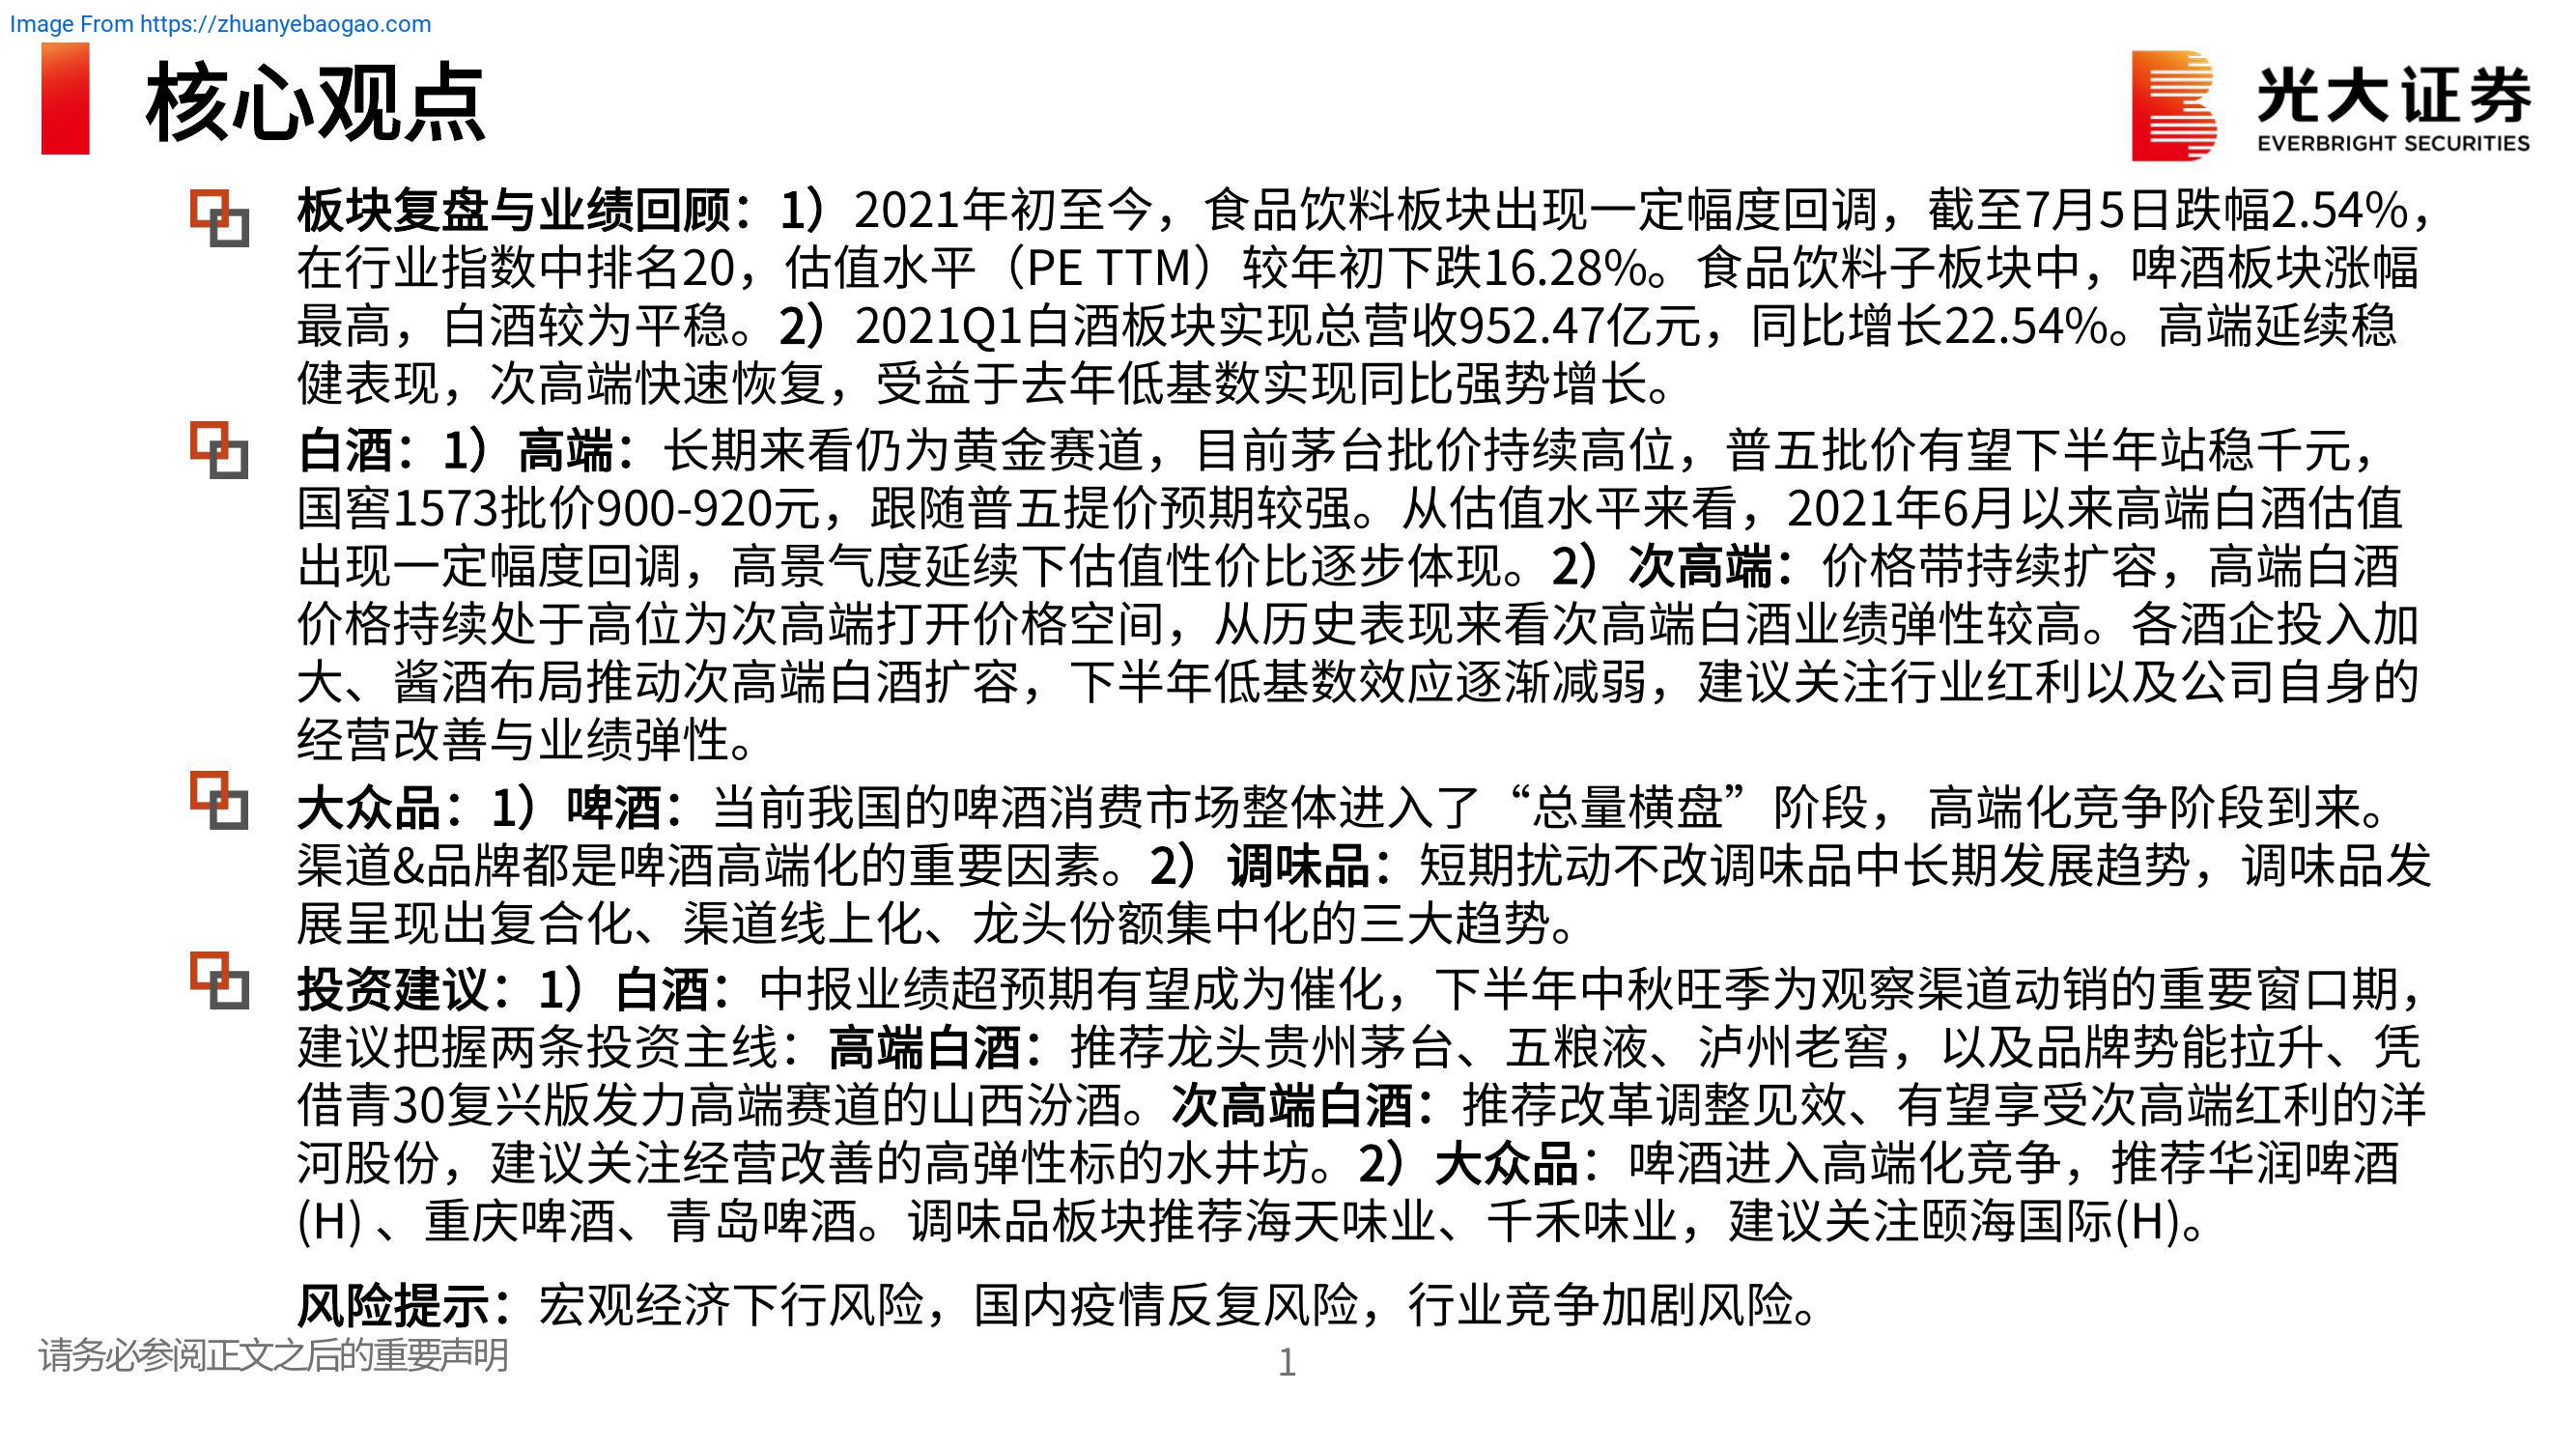 Image From https://zhuanyebaogao.com
核心观点
光大证券
EVERBRIGHT SECURITIES
板块复盘与业绩回顾：1）2021年初至今，食品饮料板块出现一定幅度回调，截至7月5日跌幅2.54%，
在行业指数中排名20，估值水平（PE TTM）较年初下跌16.28%。食品饮料子板块中，啤酒板块涨幅
最高，白酒较为平稳。2）2021Q1白酒板块实现总营收952.47亿元，同比增长22.54%。高端延续稳
健表现，次高端快速恢复，受益于去年低基数实现同比强势增长。
白酒：1）高端：长期来看仍为黄金赛道，目前茅台批价持续高位，普五批价有望下半年站稳千元，
国窖1573批价900-920元，跟随普五提价预期较强。从估值水平来看，2021年6月以来高端白酒估值
出现一定幅度回调，高景气度延续下估值性价比逐步体现。2）次高端：价格带持续扩容，高端白酒
价格持续处于高位为次高端打开价格空间，从历史表现来看次高端白酒业绩弹性较高。各酒企投入加
大、酱酒布局推动次高端白酒扩容，下半年低基数效应逐渐减弱，建议关注行业红利以及公司自身的
经营改善与业绩弹性。
大众品：1）啤酒：当前我国的啤酒消费市场整体进入了“总量横盘”阶段， 高端化竞争阶段到来。
渠道&品牌都是啤酒高端化的重要因素。2）调味品：短期扰动不改调味品中长期发展趋势，调味品发
展呈现出复合化、渠道线上化、龙头份额集中化的三大趋势。
投资建议：1）白酒：中报业绩超预期有望成为催化，下半年中秋旺季为观察渠道动销的重要窗口期，
建议把握两条投资主线：高端白酒：推荐龙头贵州茅台、五粮液、泸州老窖，以及品牌势能拉升、凭
借青30复兴版发力高端赛道的山西汾酒。次高端白酒：推荐改革调整见效、有望享受次高端红利的洋
河股份，建议关注经营改善的高弹性标的水井坊。2）大众品：啤酒进入高端化竞争，推荐华润啤酒
(H) 、重庆啤酒、青岛啤酒。调味品板块推荐海天味业、千禾味业，建议关注颐海国际(H)。
风险提示：宏观经济下行风险，国内疫情反复风险，行业竞争加剧风险。
请务必参阅正文之后的重要声明
1